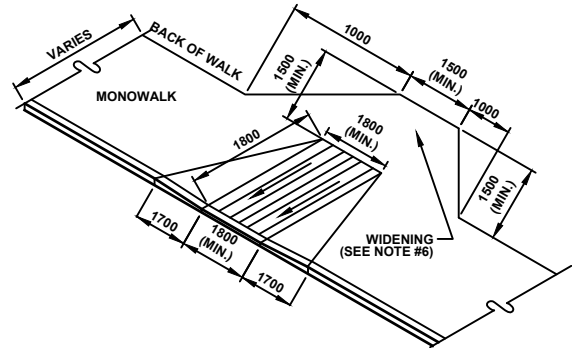 VARIES
BACK OF WALK
1000
1500
(MIN.)
1500
(MIN.)
1000
MONOWALK
1800
1800
(MIN.)
1500
(MIN.)
1700
1800
(MIN.)
1700
WIDENING
(SEE NOTE #6)